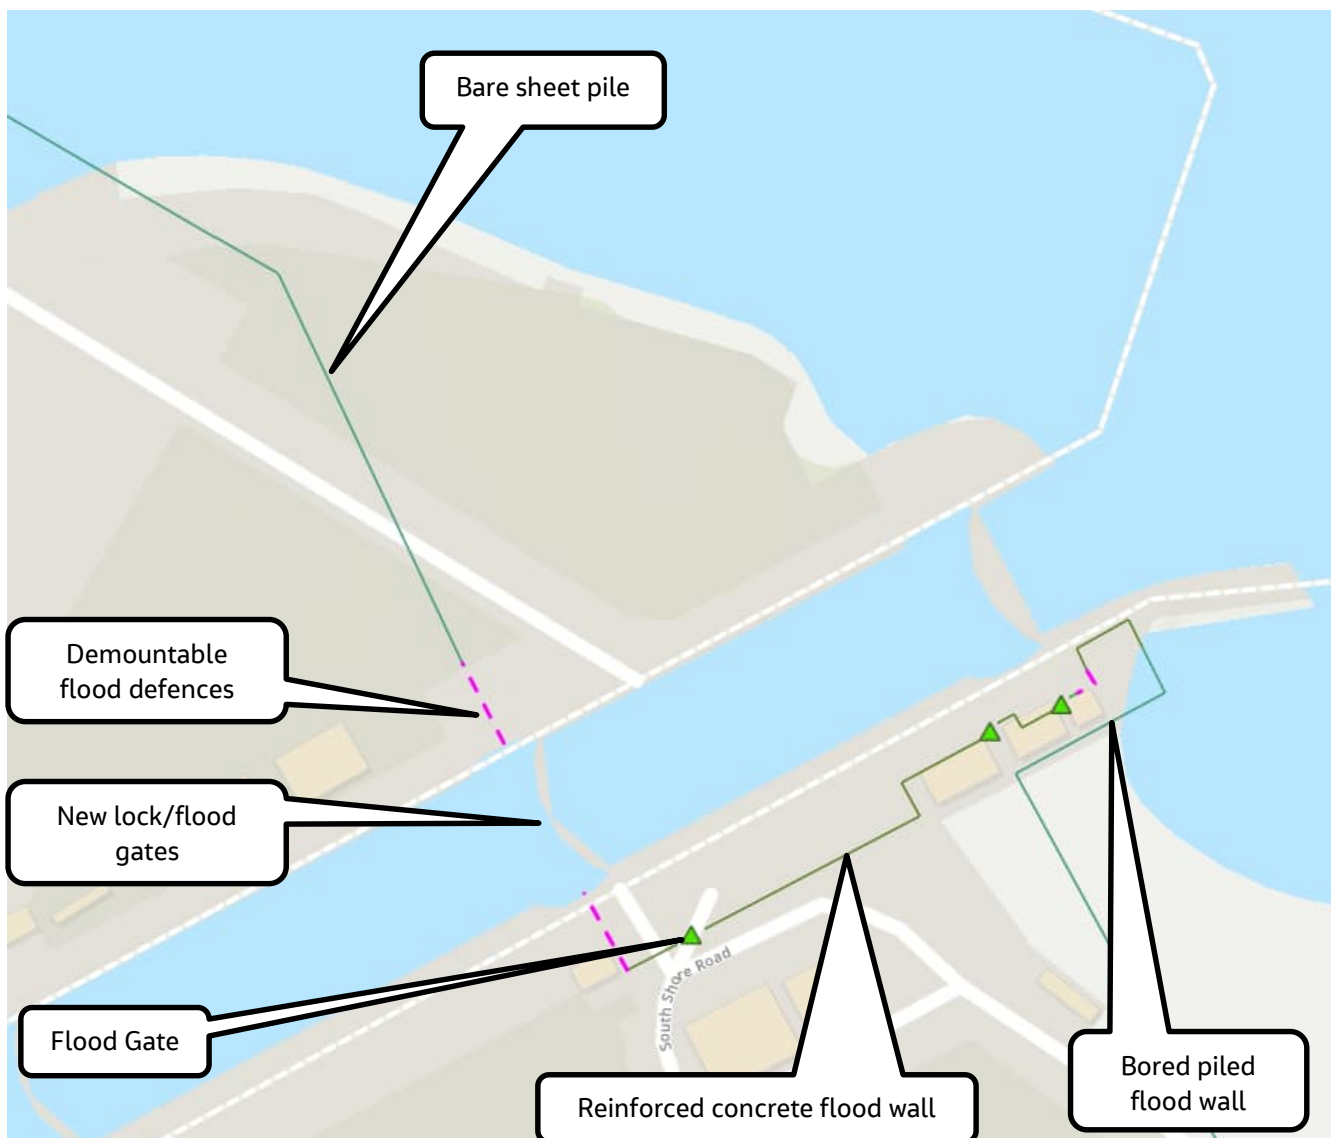 Bare sheet pile
Demountable
flood defences
New lock/flood
gates
South Shore Road
Flood Gate
Reinforced concrete flood wall
Bored piled
flood wall